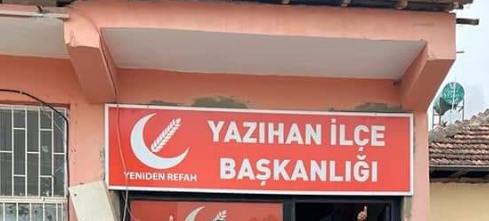 YAZIHAN İLÇE
BAŞKANLIĞI
YENİDEN REFAH